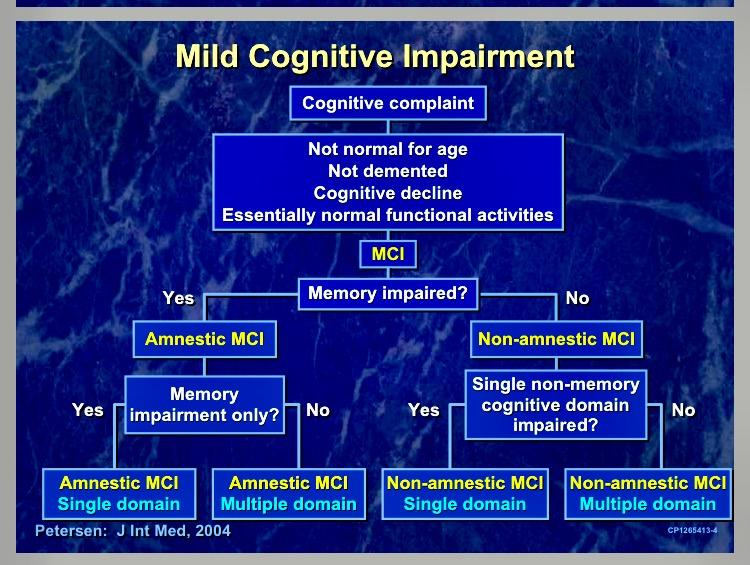 Mild Cognitive Impairment
Cognitive complaint
Not normal for age
Not demented
Cognitive decline
Essentially normal functional activities
MCI
Memory impaired?
Yes
No
Amnestic MCI
Non-amnestic MCI
Memory
impairment only?
Yes
No
Single non-memory
cognitive domain
impaired?
Yes
No
Amnestic MCI
Single domain
Amnestic MCI
Multiple domain
Non-amnestic MCI
Single domain
Non-amnestic MCI
Multiple domain
Petersen: J Int Med, 2004
CP1265413-4